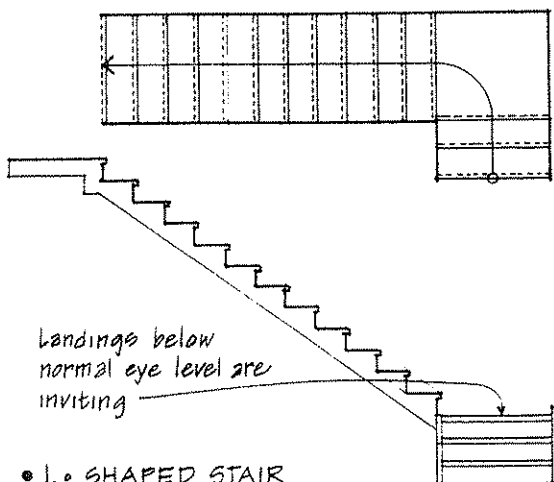 landings below
normal eye level are
inviting
• L • SHAPED STAIR